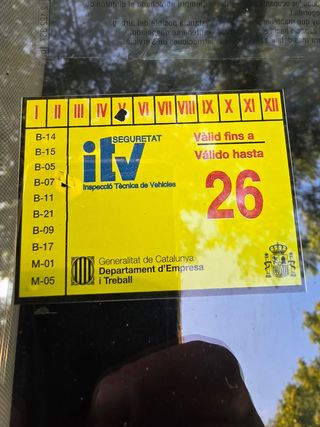 I II III IV V VI VII VIII IX X XI XII
B-14
B-15
B-05
B-07
B-11
B-21
B-09
B-17
M-01
M-05
SEGURETAT
itv
Inspecció Tècnica de Vehicles
Vàlid fins a
Válido hasta
26
Generalitat de Catalunya
Departament d'Empresa
i Treball